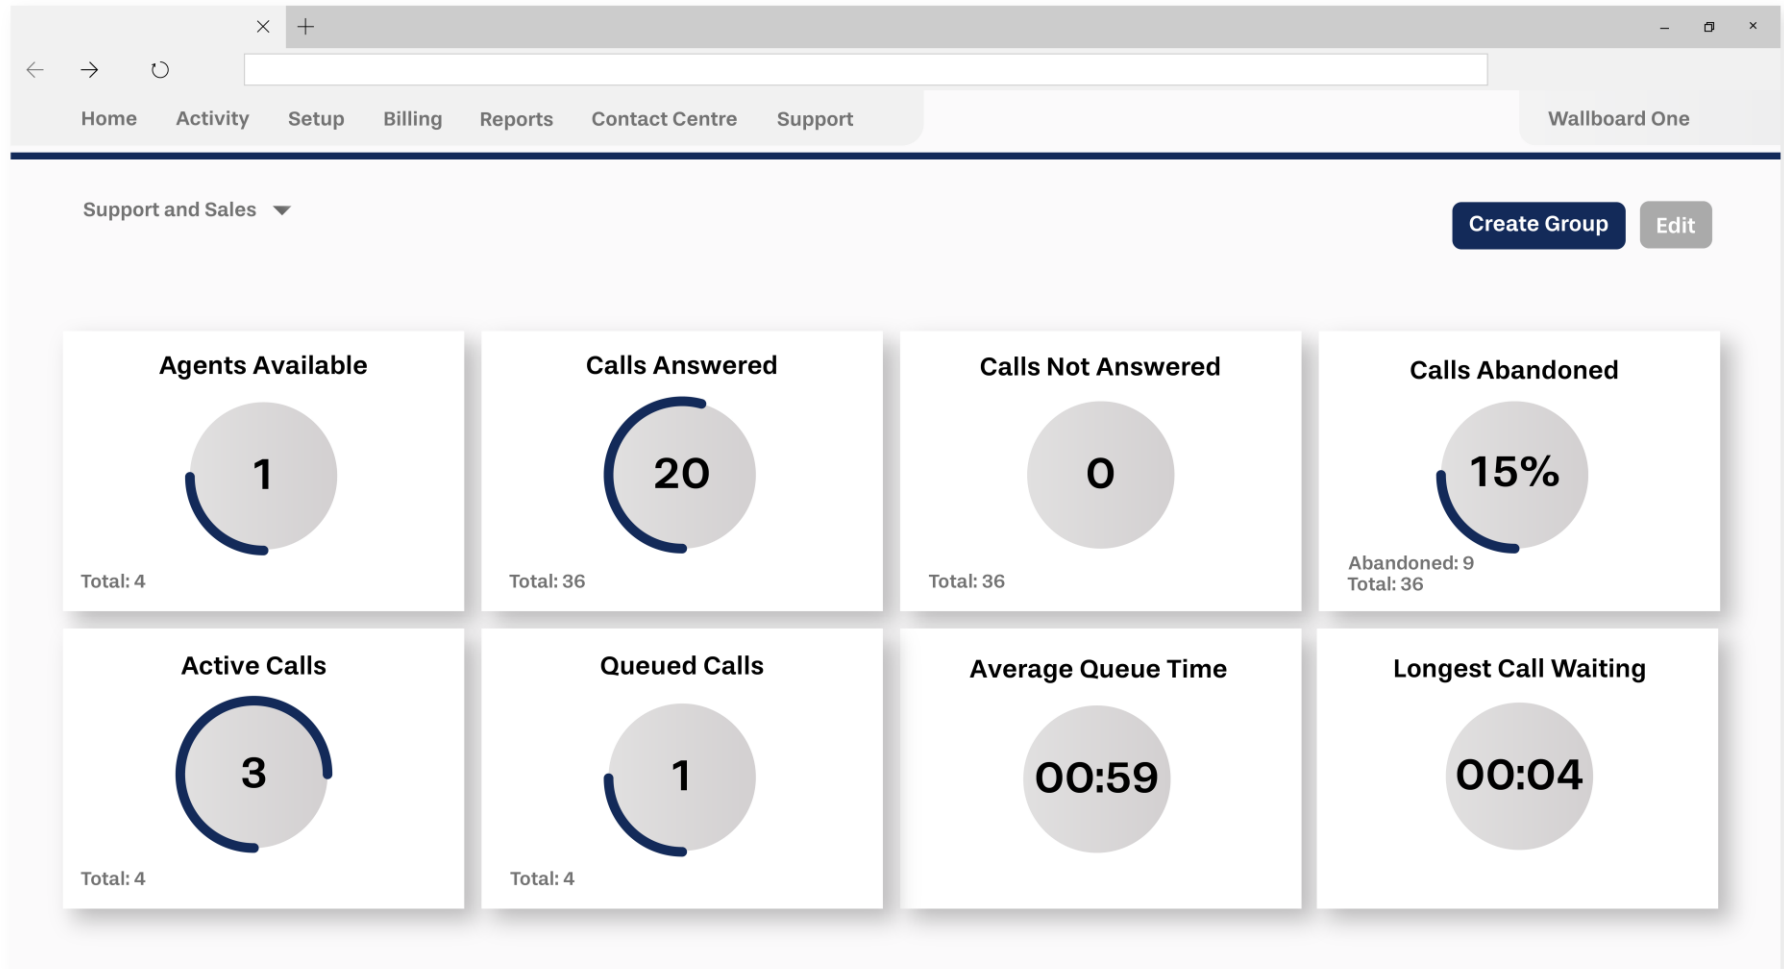 Home Activity Setup Billing Reports Contact Centre Support Wallboard One
Support and Sales
Create Group Edit
Agents Available
1
Total: 4
Calls Answered
20
Total: 36
Calls Not Answered
0
Total: 36
Calls Abandoned
15%
Abandoned: 9
Total: 36
Active Calls
3
Total: 4
Queued Calls
1
Total: 4
Average Queue Time
00:59
Longest Call Waiting
00:04